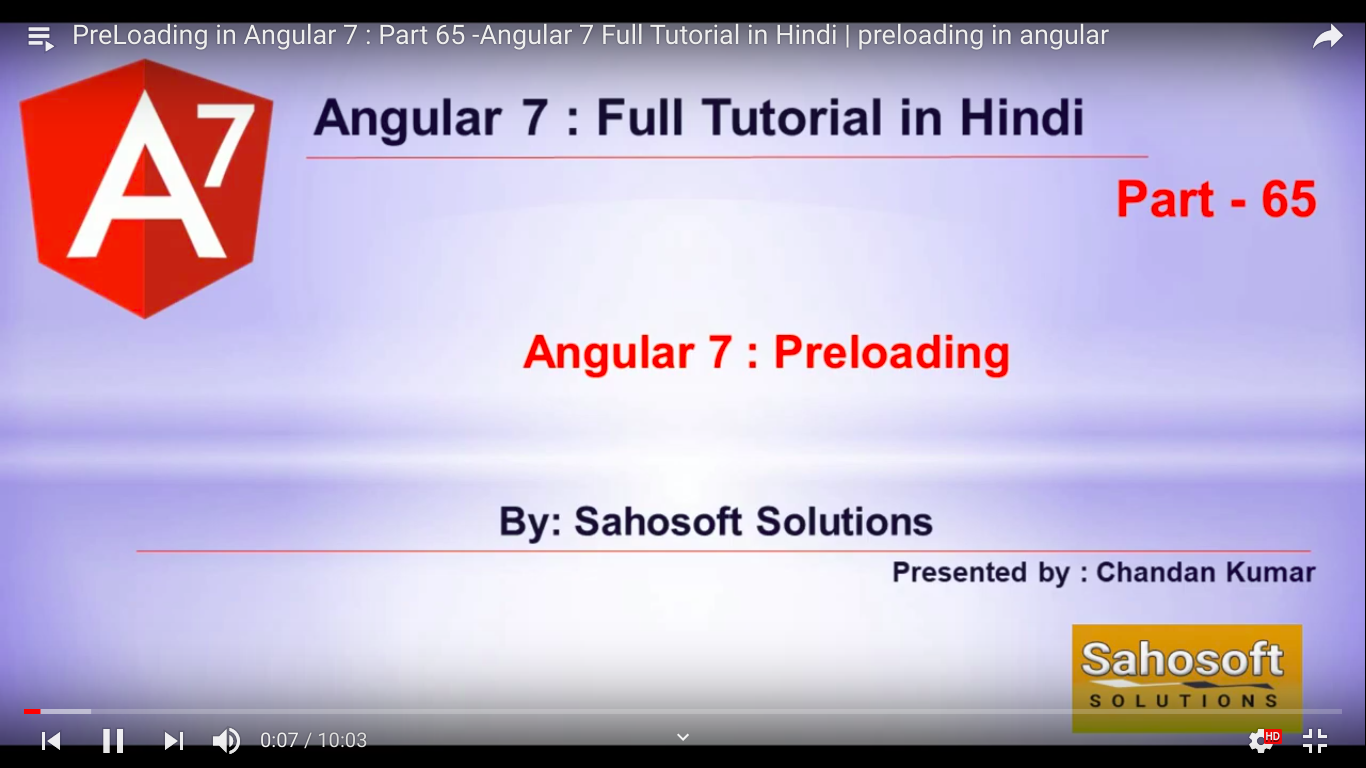 PreLoading in Angular 7 : Part 65 -Angular 7 Full Tutorial in Hindi | preloading in angular
A7
Angular 7 : Full Tutorial in Hindi
Part - 65
Angular 7 : Preloading
By: Sahosoft Solutions
Presented by : Chandan Kumar
Sahosoft
SOLUTIONS
0:07 / 10:03
HD